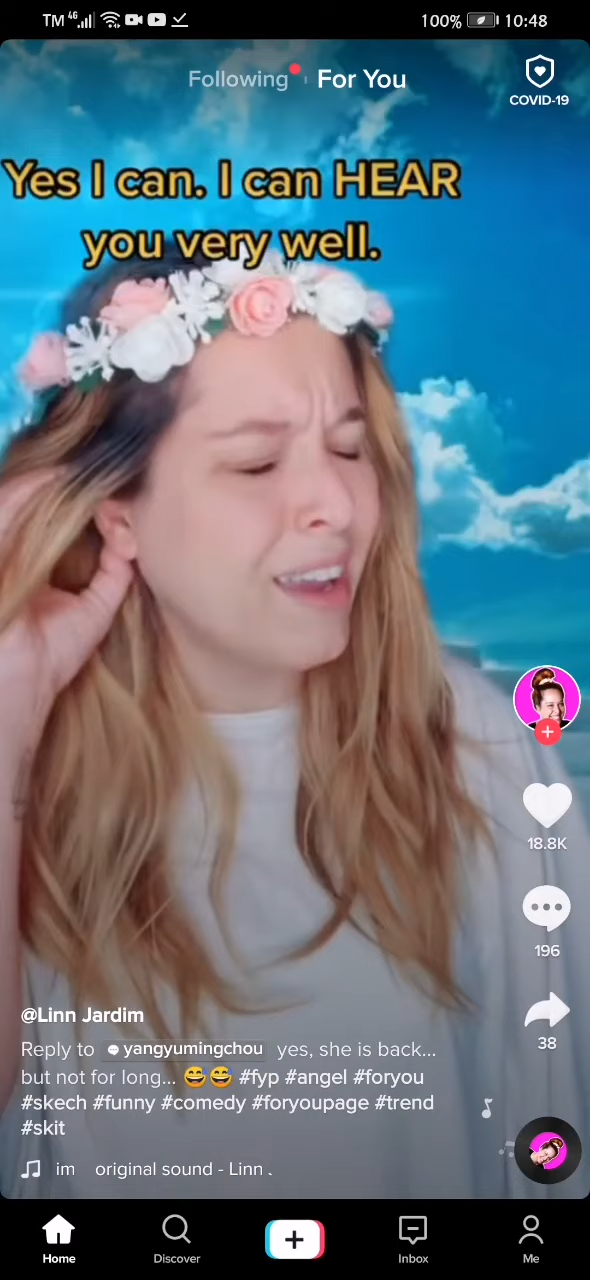 TM 4G 100% 10:48
Following For You
COVID-19
Yes I can. I can HEAR
you very well.
18.8K
196
38
@Linn Jardim
Reply to yangyumingchou yes, she is back...
but not for long... 😅😅 #fyp #angel #foryou
#skech #funny #comedy #foryoupage #trend
#skit
im original sound - Linn .
Home Discover Inbox Me